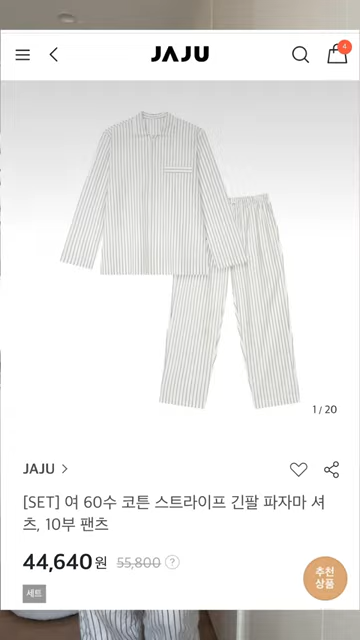 JAJU
4
1 / 20
JAJU >
[SET] 여 60수 코튼 스트라이프 긴팔 파자마 셔
츠, 10부 팬츠
44,640원 55,800 ?
추천
상품
세트